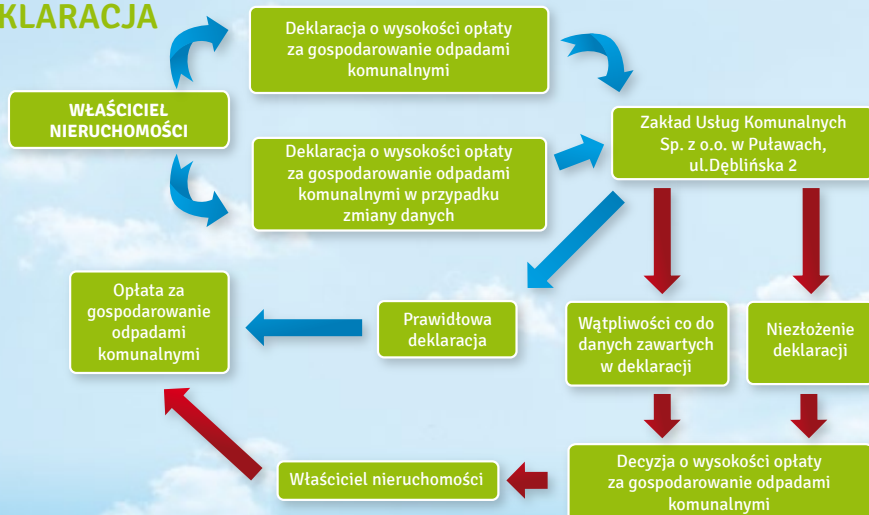 KLARACJA
Deklaracja o wysokości opłaty
za gospodarowanie odpadami
komunalnymi
WŁAŚCICIEL
NIERUCHOMOŚCI
Deklaracja o wysokości opłaty
za gospodarowanie odpadami
komunalnymi w przypadku
zmiany danych
Zakład Usług Komunalnych
Sp. z o.o. w Puławach,
ul.Dęblińska 2
Opłata za
gospodarowanie
odpadami
komunalnymi
Prawidłowa
deklaracja
Wątpliwości co do
danych zawartych
w deklaracji
Niezłożenie
deklaracji
Właściciel nieruchomości
Decyzja o wysokości opłaty
za gospodarowanie odpadami
komunalnymi